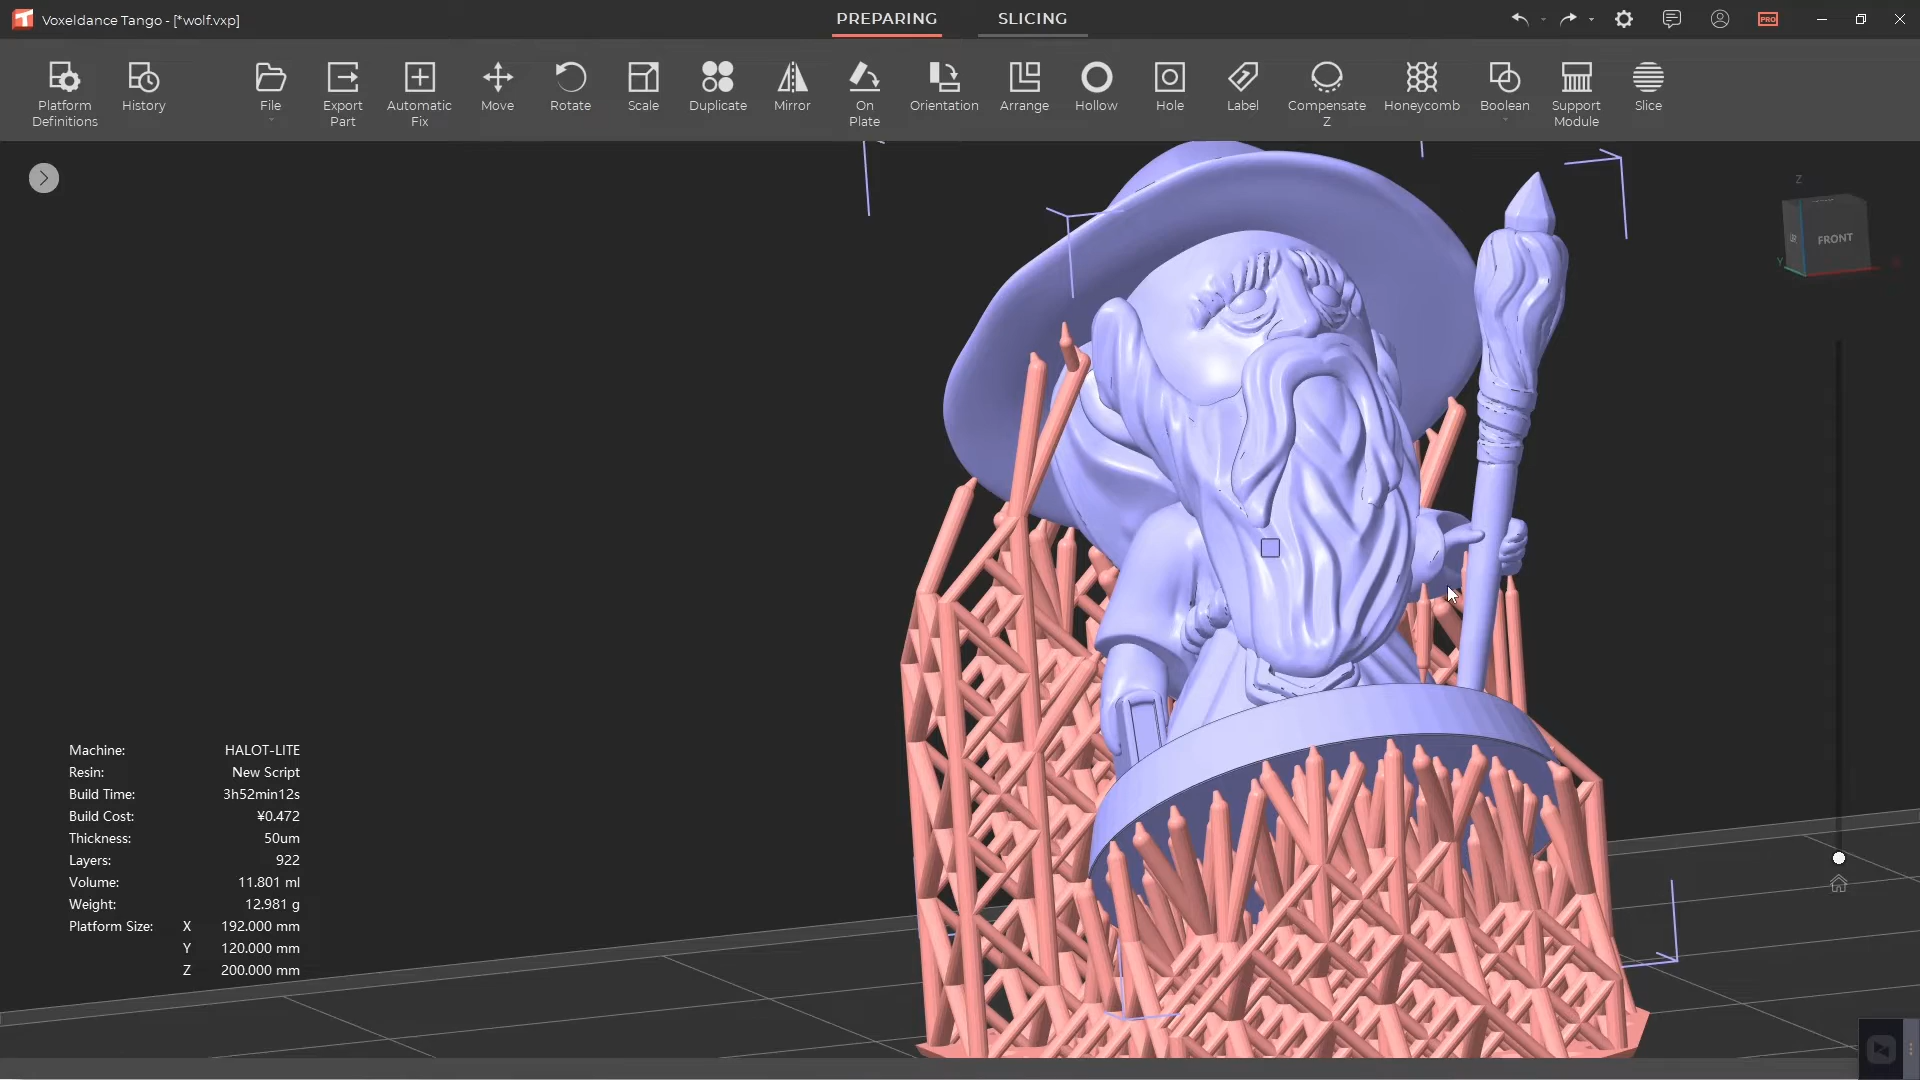 Voxeldance Tango - [*wolf.vxp]
PREPARING
SLICING
PRO
Platform
Definitions
History
File
Export
Part
Automatic
Fix
Move
Rotate
Scale
Duplicate
Mirror
On
Plate
Orientation
Arrange
Hollow
Hole
Label
Compensate
Z
Honeycomb
Boolean
Support
Module
Slice
Z
FRONT
Y
Machine: HALOT-LITE
Resin: New Script
Build Time: 3h52min12s
Build Cost: ¥0.472
Thickness: 50um
Layers: 922
Volume: 11.801 ml
Weight: 12.981 g
Platform Size: X 192.000 mm
Y 120.000 mm
Z 200.000 mm